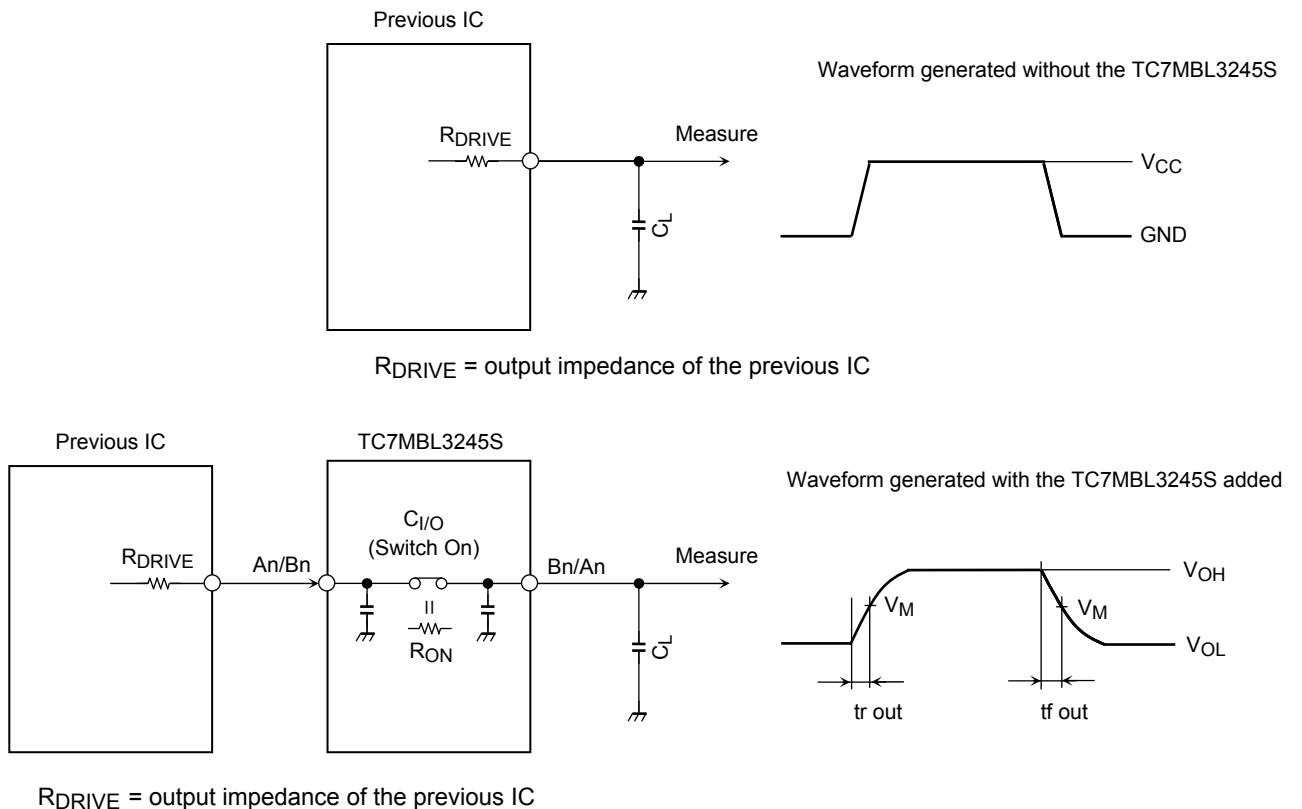 Previous IC
Waveform generated without the TC7MBL3245S
RDRIVE
Measure
VCC
CL
GND
RDRIVE = output impedance of the previous IC
Previous IC
TC7MBL3245S
Waveform generated with the TC7MBL3245S added
CI/O
(Switch On)
RDRIVE
An/Bn
Bn/An
Measure
VOH
VM
VM
RON
CL
VOL
tr out
tf out
RDRIVE = output impedance of the previous IC